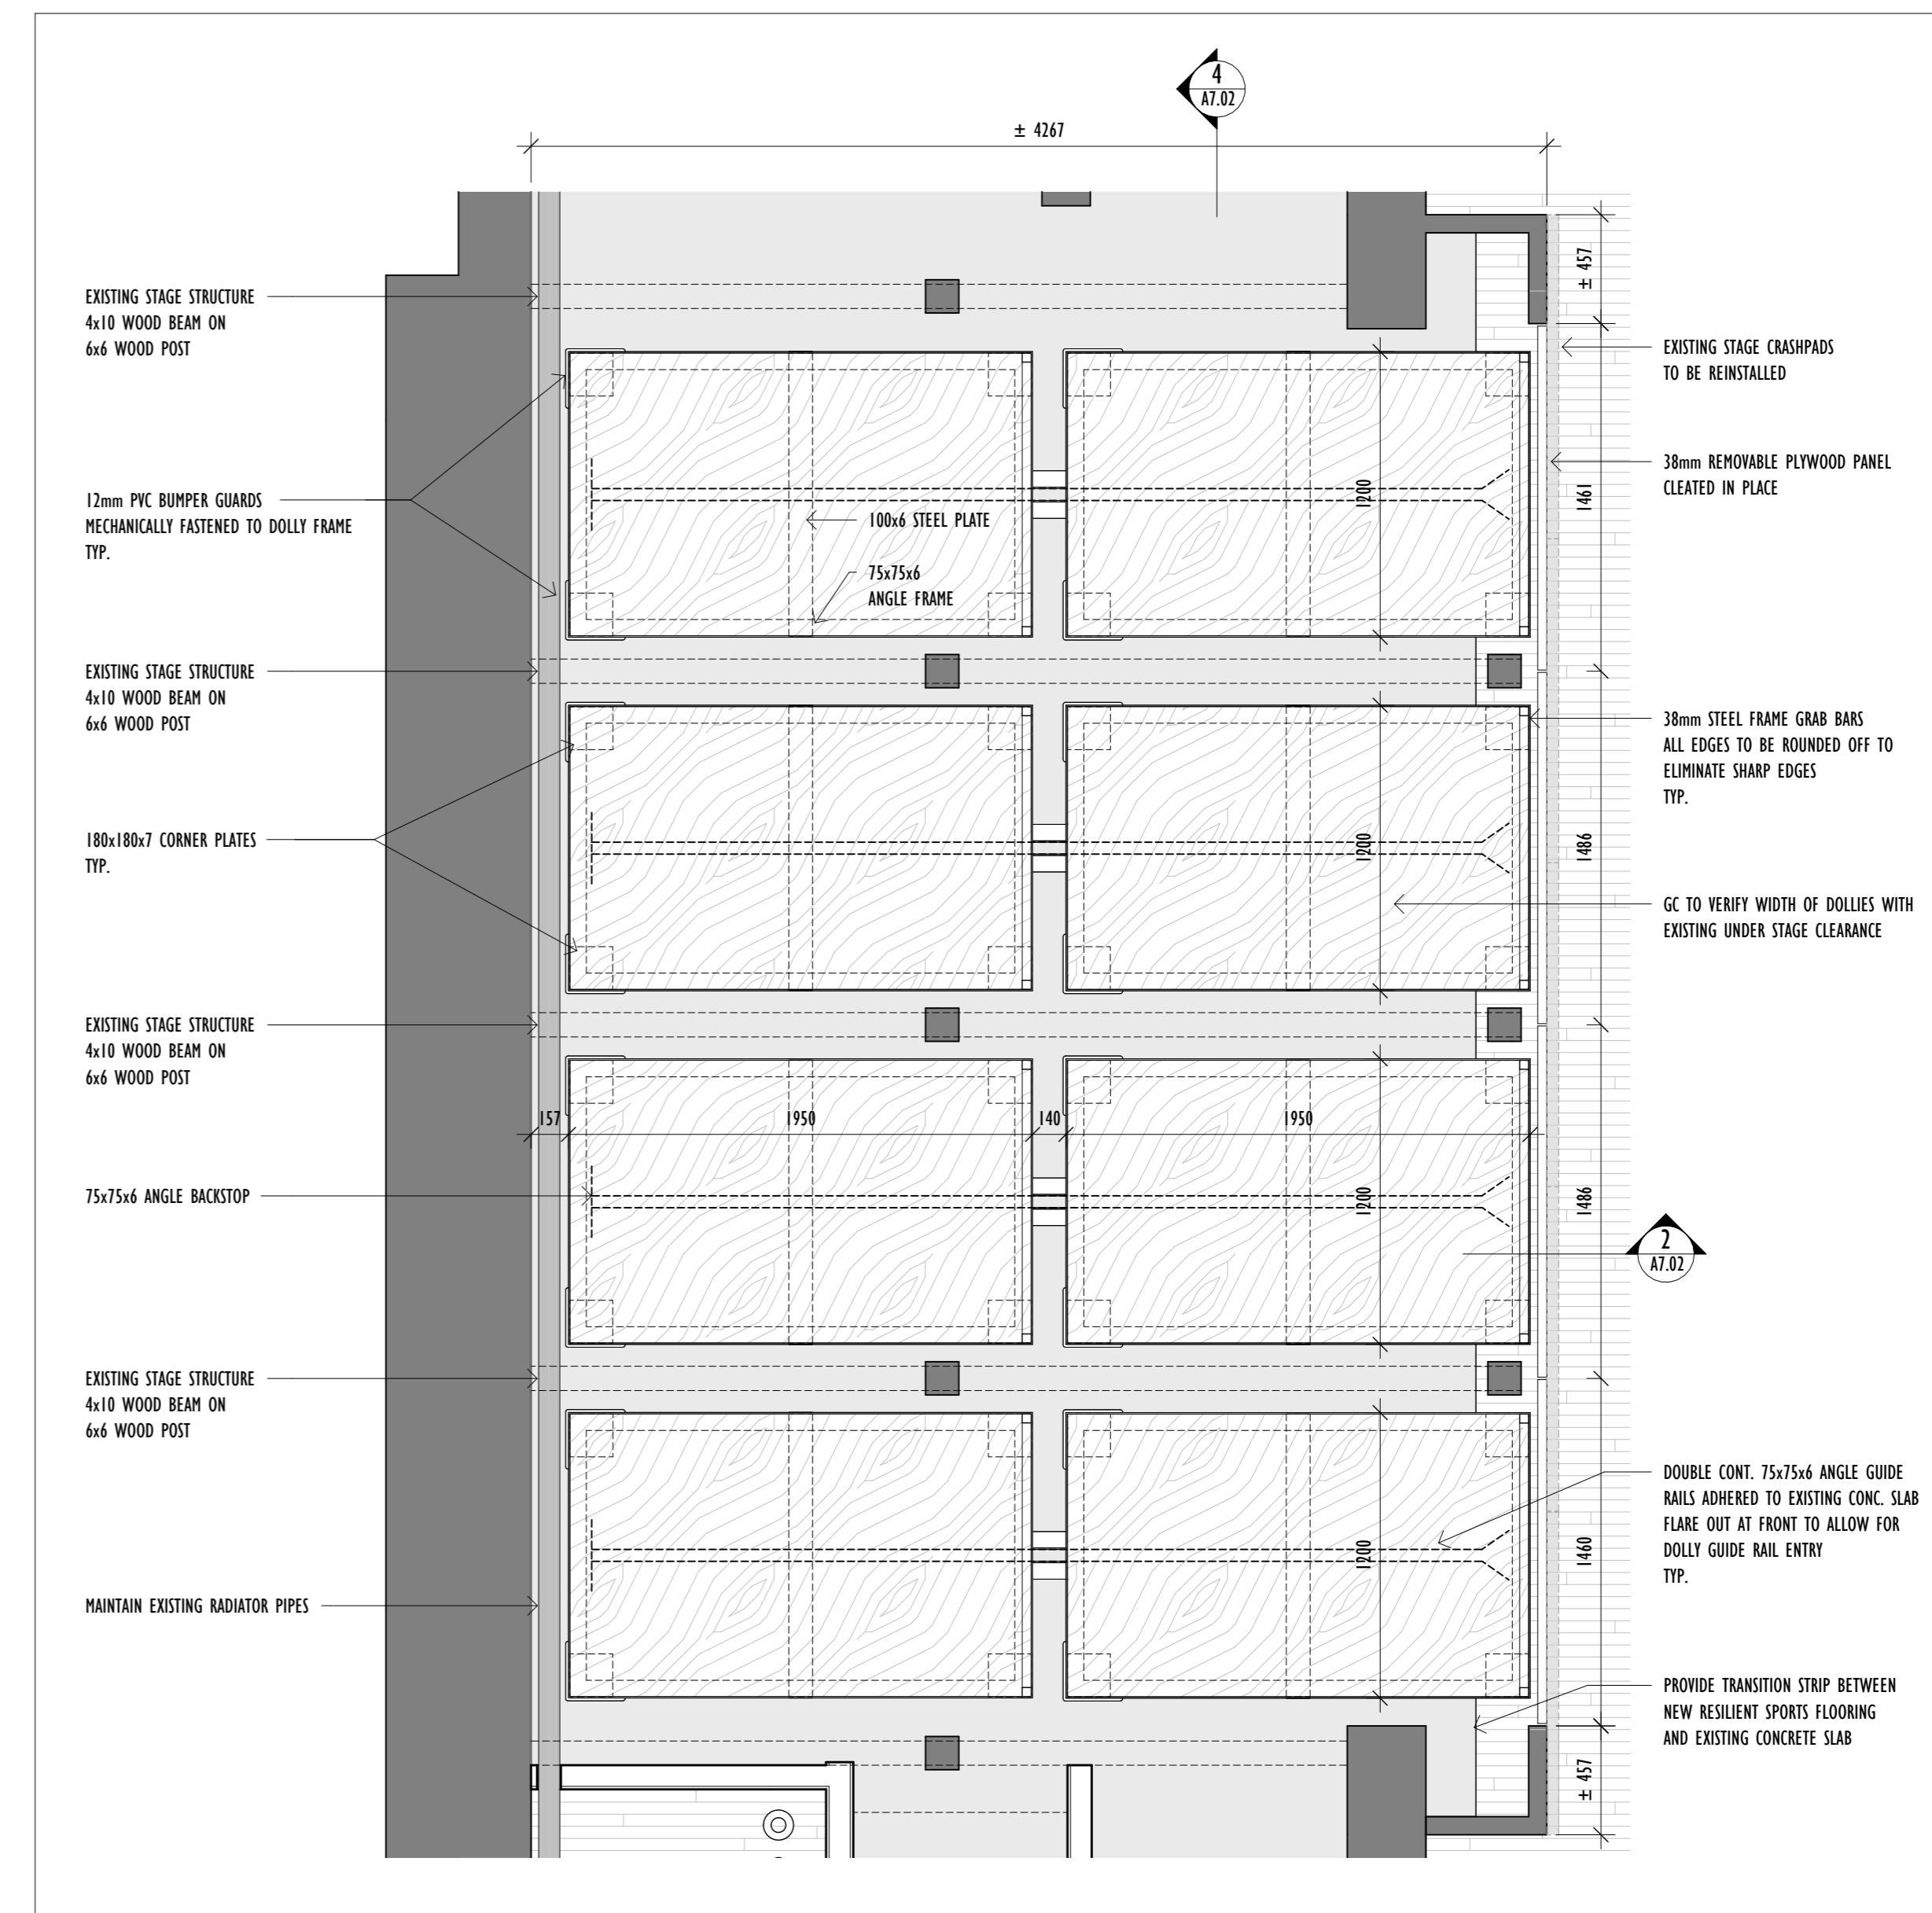 4
A7.02
± 4267
± 457
EXISTING STAGE STRUCTURE
4x10 WOOD BEAM ON
6x6 WOOD POST
EXISTING STAGE CRASHPADS
TO BE REINSTALLED
38mm REMOVABLE PLYWOOD PANEL
CLEATED IN PLACE
12mm PVC BUMPER GUARDS
MECHANICALLY FASTENED TO DOLLY FRAME
TYP.
1200
1461
100x6 STEEL PLATE
75x75x6
ANGLE FRAME
EXISTING STAGE STRUCTURE
4x10 WOOD BEAM ON
6x6 WOOD POST
38mm STEEL FRAME GRAB BARS
ALL EDGES TO BE ROUNDED OFF TO
ELIMINATE SHARP EDGES
TYP.
180x180x7 CORNER PLATES
TYP.
1200
1486
GC TO VERIFY WIDTH OF DOLLIES WITH
EXISTING UNDER STAGE CLEARANCE
EXISTING STAGE STRUCTURE
4x10 WOOD BEAM ON
6x6 WOOD POST
157
1950
140
1950
75x75x6 ANGLE BACKSTOP
1200
1486
2
A7.02
EXISTING STAGE STRUCTURE
4x10 WOOD BEAM ON
6x6 WOOD POST
DOUBLE CONT. 75x75x6 ANGLE GUIDE
RAILS ADHERED TO EXISTING CONC. SLAB
FLARE OUT AT FRONT TO ALLOW FOR
DOLLY GUIDE RAIL ENTRY
TYP.
1200
1460
MAINTAIN EXISTING RADIATOR PIPES
PROVIDE TRANSITION STRIP BETWEEN
NEW RESILIENT SPORTS FLOORING
AND EXISTING CONCRETE SLAB
± 457